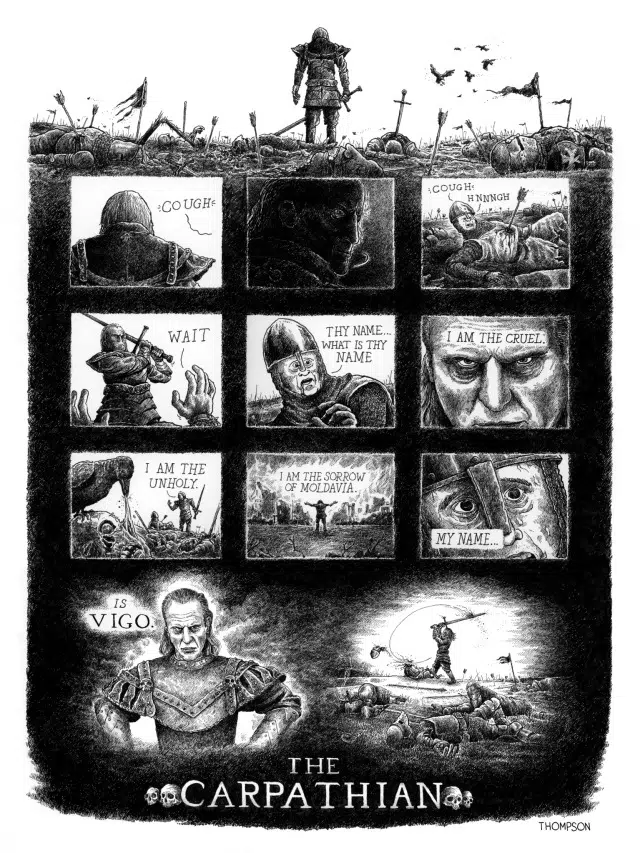 COUGH
COUGH
HNNNGH
WAIT
THY NAME...
WHAT IS THY
NAME
I AM THE CRUEL.
I AM THE
UNHOLY.
I AM THE SORROW
OF MOLDAVIA.
MY NAME...
IS
VIGO.
THE
CARPATHIAN
THOMPSON